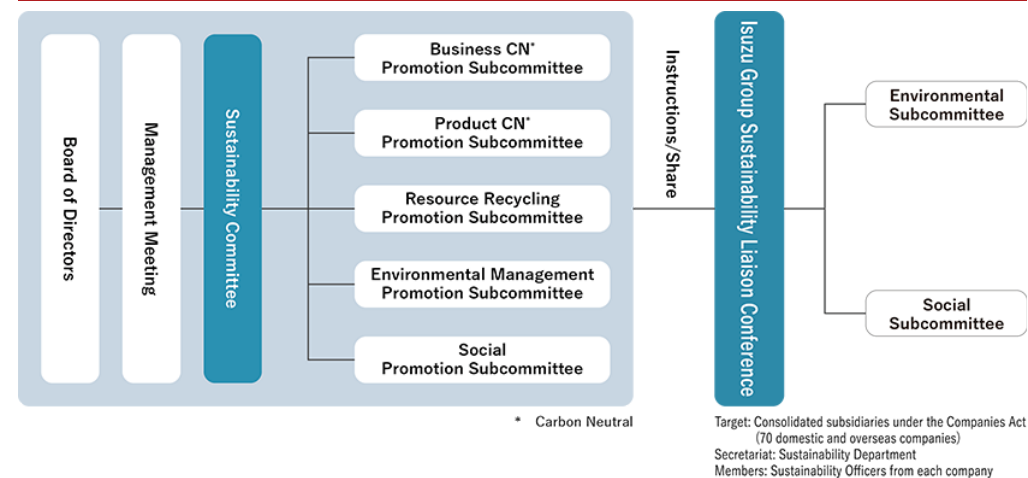 Board of Directors
Management Meeting
Sustainability Committee
Business CN*
Promotion Subcommittee
Product CN*
Promotion Subcommittee
Resource Recycling
Promotion Subcommittee
Environmental Management
Promotion Subcommittee
Social
Promotion Subcommittee
* Carbon Neutral
Instructions/Share
Isuzu Group Sustainability Liaison Conference
Environmental
Subcommittee
Social
Subcommittee
Target: Consolidated subsidiaries under the Companies Act
(70 domestic and overseas companies)
Secretariat: Sustainability Department
Members: Sustainability Officers from each company